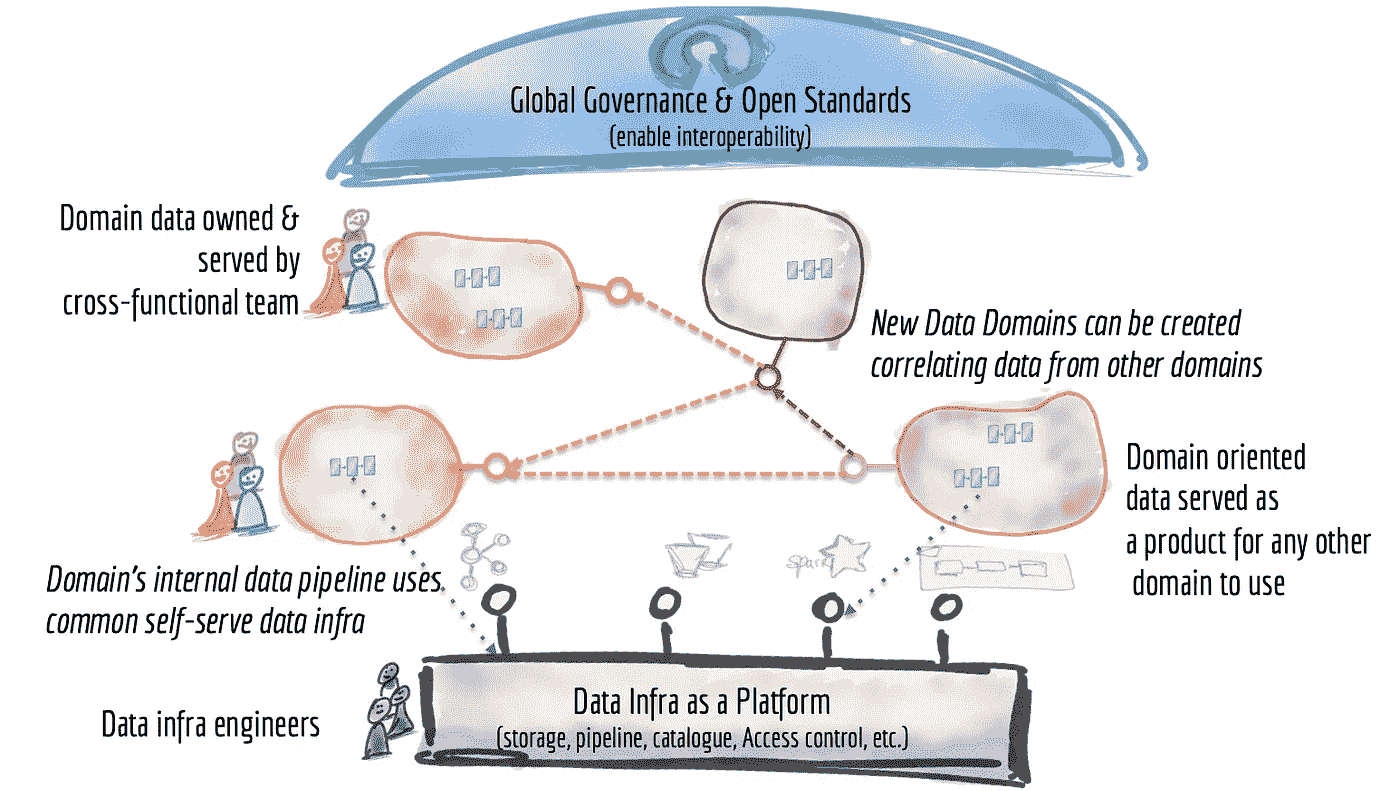 Global Governance & Open Standards
(enable interoperability)
Domain data owned &
served by
cross-functional team
New Data Domains can be created
correlating data from other domains
Domain oriented
data served as
a product for any other
domain to use
Domain's internal data pipeline uses
common self-serve data infra
Spark
Data infra engineers
Data Infra as a Platform
(storage, pipeline, catalogue, Access control, etc.)